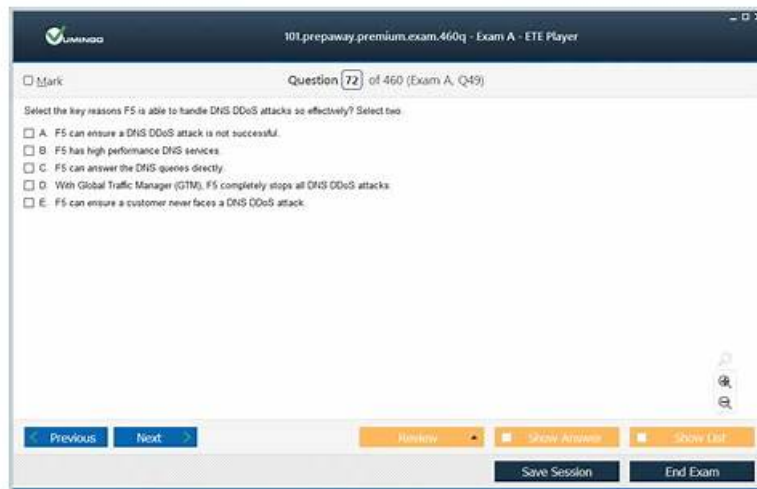 VUMINGO
101.prepaway.premium.exam.460q - Exam A - ETE Player
Mark
Question 72 of 460 (Exam A, Q49)
Select the key reasons F5 is able to handle DNS DDoS attacks so effectively? Select two.
A. F5 can ensure a DNS DDoS attack is not successful.
B. F5 has high performance DNS services.
C. F5 can answer the DNS queries directly.
D. With Global Traffic Manager (GTM), F5 completely stops all DNS DDoS attacks.
E. F5 can ensure a customer never faces a DNS DDoS attack.
Previous
Next
Review
Show Answer
Show List
Save Session
End Exam